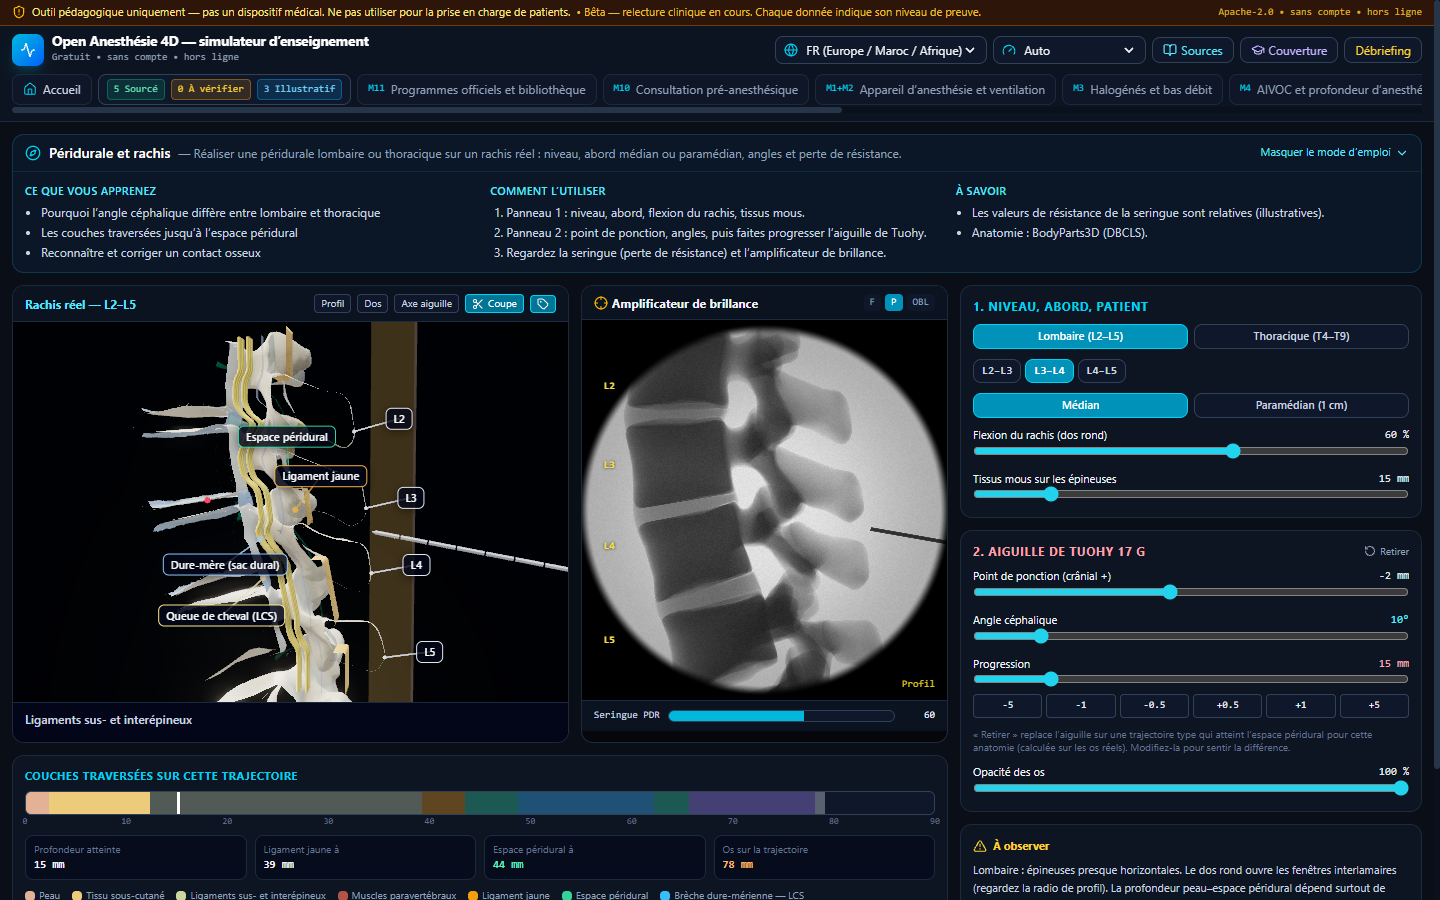 Outil pédagogique uniquement — pas un dispositif médical. Ne pas utiliser pour la prise en charge de patients. • Bêta — relecture clinique en cours. Chaque donnée indique son niveau de preuve.
Apache-2.0 • sans compte • hors ligne
Open Anesthésie 4D — simulateur d'enseignement
Gratuit • sans compte • hors ligne
FR (Europe / Maroc / Afrique)
Auto
Sources
Couverture
Débriefing
Accueil
5 Sourcé
0 À vérifier
3 Illustratif
M11 Programmes officiels et bibliothèque
M10 Consultation pré-anesthésique
M1+M2 Appareil d'anesthésie et ventilation
M3 Halogénés et bas débit
M4 AIVOC et profondeur d'anesthé
Péridurale et rachis — Réaliser une péridurale lombaire ou thoracique sur un rachis réel : niveau, abord médian ou paramédian, angles et perte de résistance.
Masquer le mode d'emploi
CE QUE VOUS APPRENEZ
• Pourquoi l'angle céphalique diffère entre lombaire et thoracique
• Les couches traversées jusqu'à l'espace péridural
• Reconnaître et corriger un contact osseux
COMMENT L'UTILISER
1. Panneau 1 : niveau, abord, flexion du rachis, tissus mous.
2. Panneau 2 : point de ponction, angles, puis faites progresser l'aiguille de Tuohy.
3. Regardez la seringue (perte de résistance) et l'amplificateur de brillance.
À SAVOIR
• Les valeurs de résistance de la seringue sont relatives (illustratives).
• Anatomie : BodyParts3D (DBCLS).
Rachis réel — L2–L5
Profil
Dos
Axe aiguille
Coupe
L2
Espace péridural
Ligament jaune
L3
Dure-mère (sac dural)
L4
Queue de cheval (LCS)
L5
Ligaments sus- et interépineux
Amplificateur de brillance
F
P
OBL
L2
L3
L4
L5
Profil
Seringue PDR
60
1. NIVEAU, ABORD, PATIENT
Lombaire (L2–L5)
Thoracique (T4–T9)
L2–L3
L3–L4
L4–L5
Médian
Paramédian (1 cm)
Flexion du rachis (dos rond)
60 %
Tissus mous sur les épineuses
15 mm
2. AIGUILLE DE TUOHY 17 G
Retirer
Point de ponction (crânial +)
-2 mm
Angle céphalique
10°
Progression
15 mm
-5
-1
-0.5
+0.5
+1
+5
« Retirer » replace l'aiguille sur une trajectoire type qui atteint l'espace péridural pour cette
anatomie (calculée sur les os réels). Modifiez-la pour sentir la différence.
Opacité des os
100 %
À observer
Lombaire : épineuses presque horizontales. Le dos rond ouvre les fenêtres interlamaires
(regardez la radio de profil). La profondeur peau–espace péridural dépend surtout de
COUCHES TRAVERSÉES SUR CETTE TRAJECTOIRE
0 10 20 30 40 50 60 70 80 90
Profondeur atteinte
15 mm
Ligament jaune à
39 mm
Espace péridural à
44 mm
Os sur la trajectoire
78 mm
Peau
Tissu sous-cutané
Ligaments sus- et interépineux
Muscles paravertébraux
Ligament jaune
Espace péridural
Brèche dure-mérienne — LCS